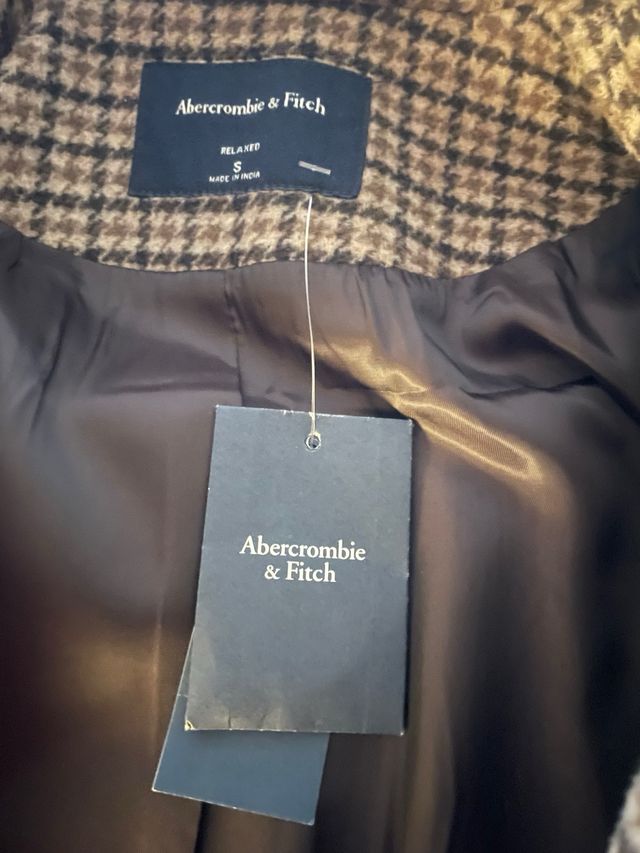 Abercrombie & Fitch
RELAXED
S
MADE IN INDIA
Abercrombie
& Fitch